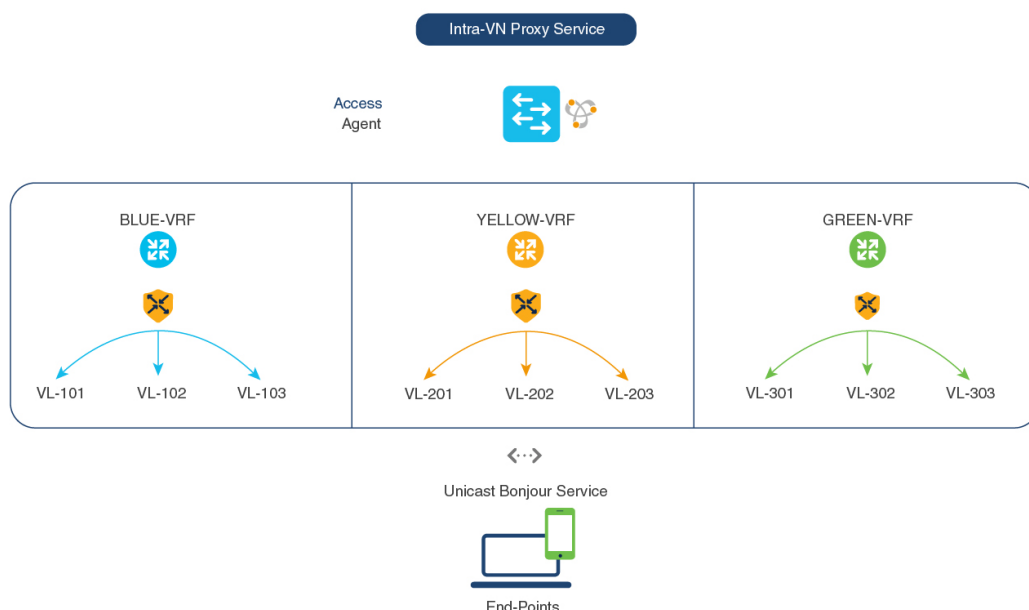 Intra-VN Proxy Service
Access
Agent
BLUE-VRF
YELLOW-VRF
GREEN-VRF
VL-101
VL-102
VL-103
VL-201
VL-202
VL-203
VL-301
VL-302
VL-303
Unicast Bonjour Service
End-Points